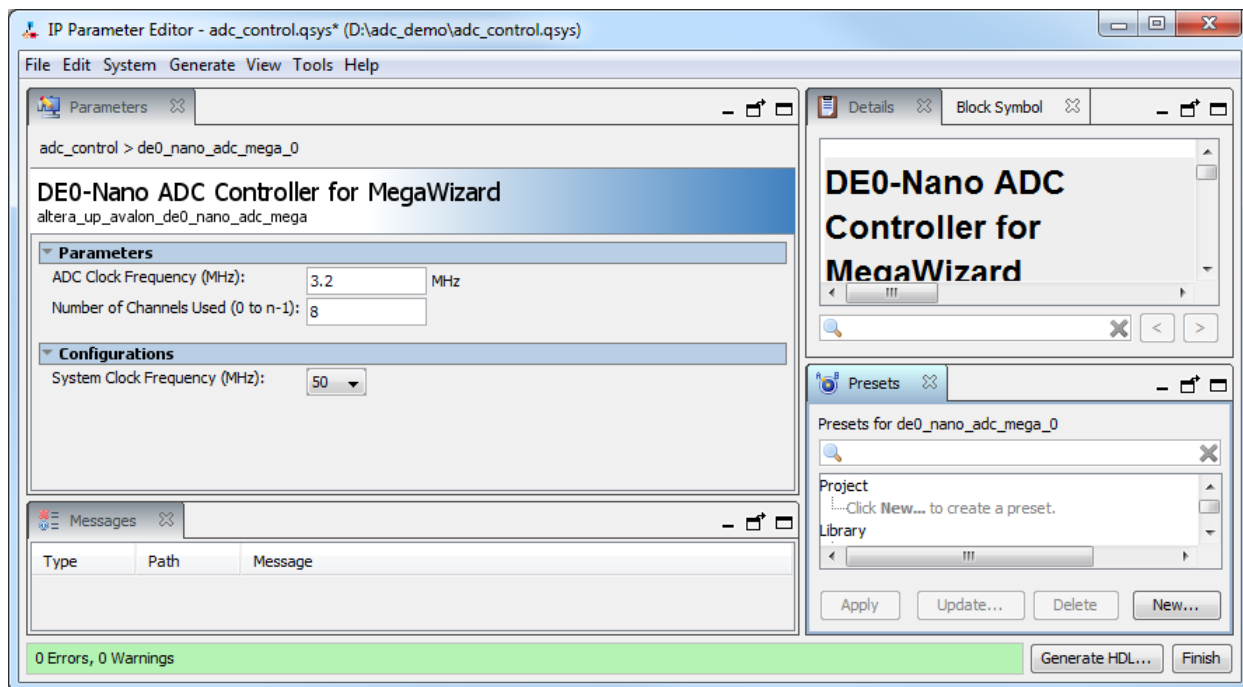 IP Parameter Editor - adc_control.qsys* (D:\adc_demo\adc_control.qsys)
File Edit System Generate View Tools Help
Parameters
adc_control > de0_nano_adc_mega_0
DE0-Nano ADC Controller for MegaWizard
altera_up_avalon_de0_nano_adc_mega
Parameters
ADC Clock Frequency (MHz): 3.2 MHz
Number of Channels Used (0 to n-1): 8
Configurations
System Clock Frequency (MHz): 50
Messages
Type Path Message
0 Errors, 0 Warnings
Details Block Symbol
DE0-Nano ADC
Controller for
MegaWizard
< >
Presets
Presets for de0_nano_adc_mega_0
Project
Click New... to create a preset.
Library
Apply Update... Delete New...
Generate HDL... Finish